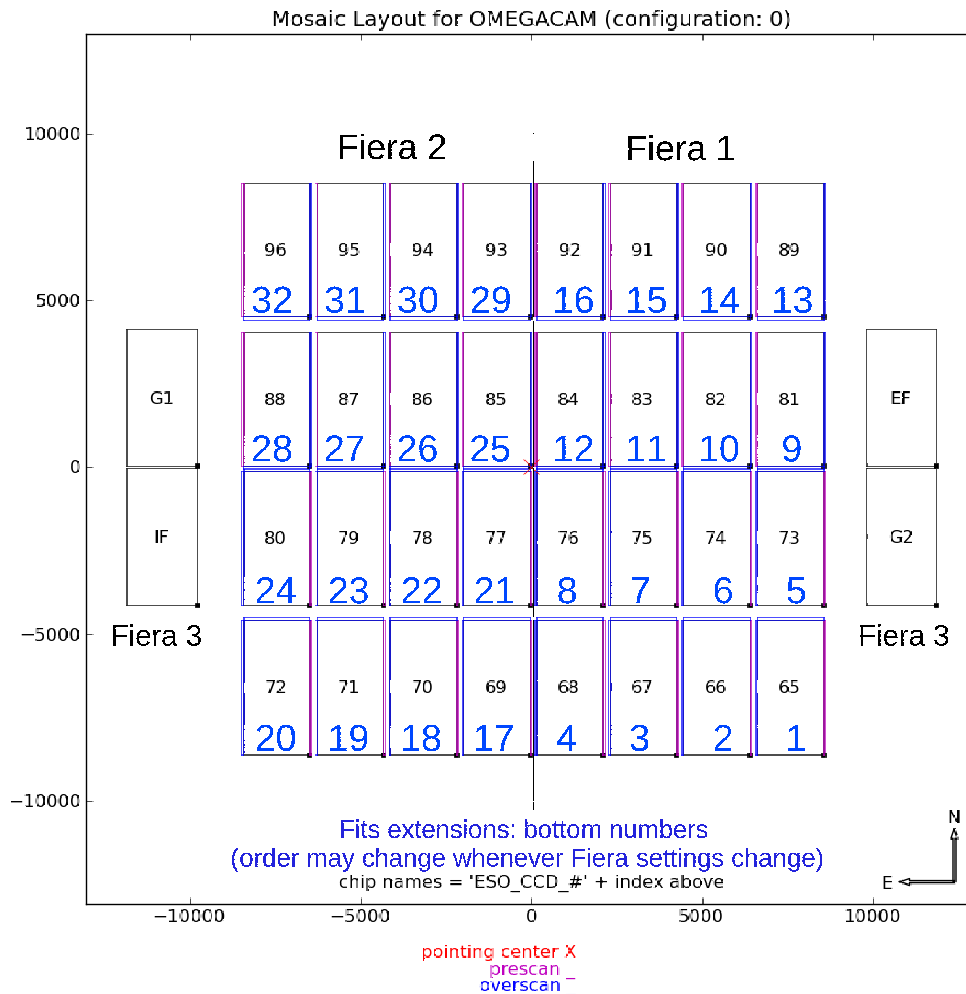 Mosaic Layout for OMEGACAM (configuration: 0)
10000
Fiera 2 Fiera 1
96 95 94 93 92 91 90 89
5000
32 31 30 29 16 15 14 13
G1 88 87 86 85 84 83 82 81 EF
28 27 26 25 12 11 10 9
0
IF 80 79 78 77 76 75 74 73 G2
24 23 22 21 8 7 6 5
−5000
Fiera 3 Fiera 3
72 71 70 69 68 67 66 65
20 19 18 17 4 3 2 1
−10000
N
Fits extensions: bottom numbers
(order may change whenever Fiera settings change)
chip names = 'ESO_CCD_#' + index above
E
−10000 −5000 0 5000 10000
pointing center X
prescan _
overscan